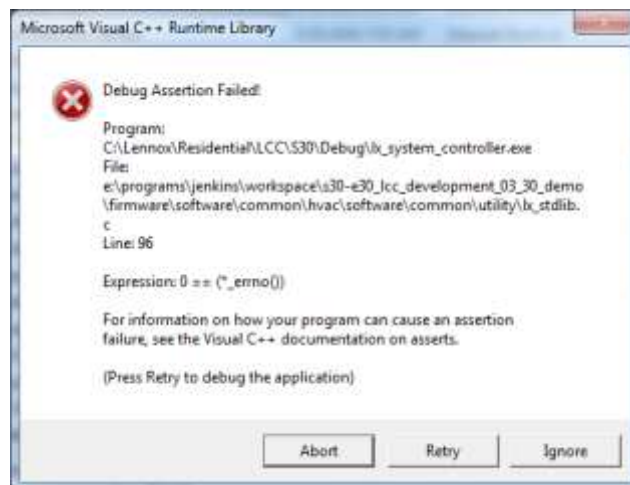 Microsoft Visual C++ Runtime Library
Debug Assertion Failed!
Program:
C:\Lennox\Residential\LCC\S30\Debug\lx_system_controller.exe
File:
e:\programs\jenkins\workspace\s30-e30_lcc_development_03_30_demo
\firmware\software\common\hvac\software\common\utility\lx_stdlib.
c
Line: 96
Expression: 0 == (*_errno())
For information on how your program can cause an assertion
failure, see the Visual C++ documentation on asserts.
(Press Retry to debug the application)
Abort
Retry
Ignore